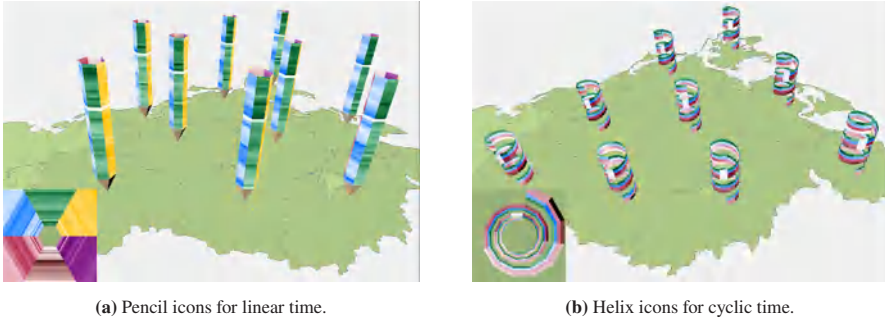 (a) Pencil icons for linear time.
(b) Helix icons for cyclic time.